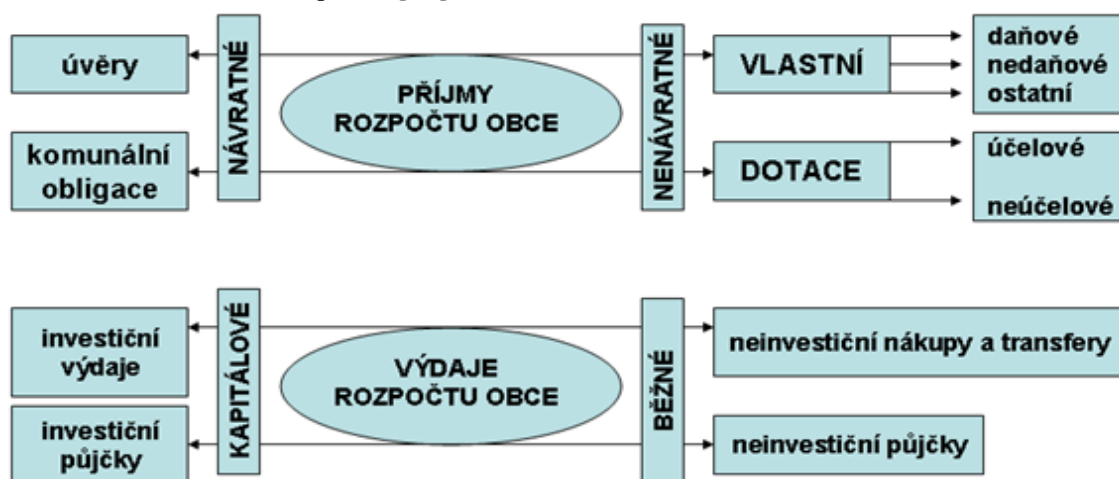 úvěry
komunální
obligace
NÁVRATNÉ
PŘÍJMY
ROZPOČTU OBCE
NENÁVRATNÉ
VLASTNÍ
daňové
nedaňové
ostatní
DOTACE
účelové
neúčelové
investiční
výdaje
investiční
půjčky
KAPITÁLOVÉ
VÝDAJE
ROZPOČTU OBCE
BĚŽNÉ
neinvestiční nákupy a transfery
neinvestiční půjčky